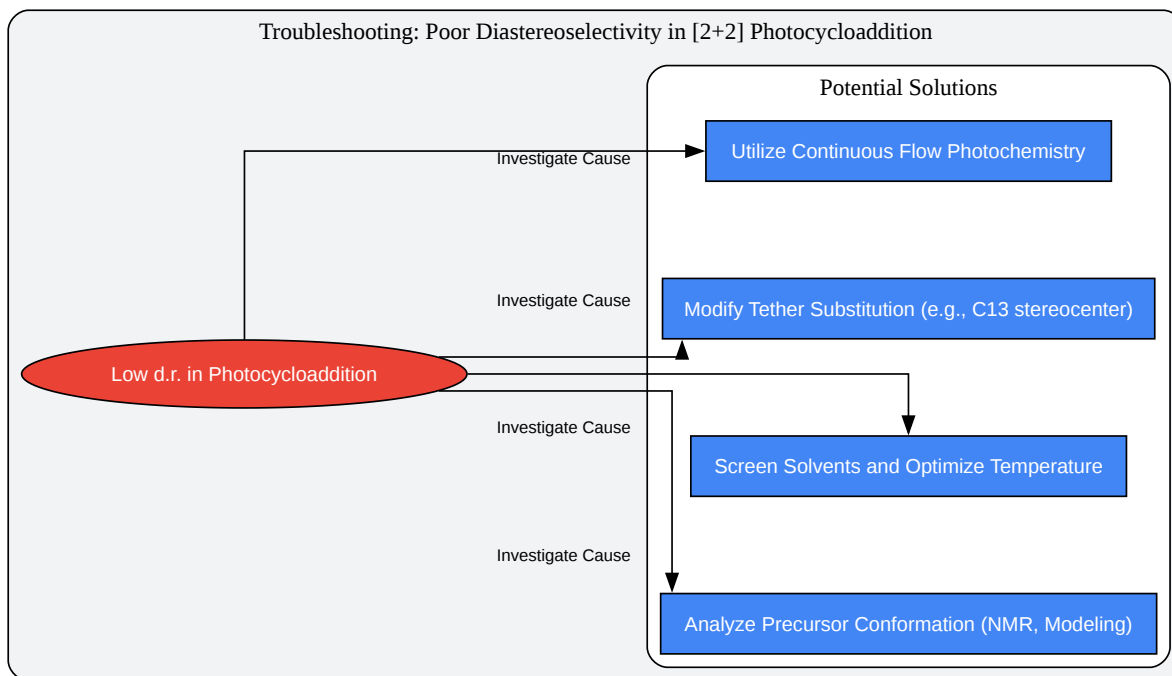 Troubleshooting: Poor Diastereoselectivity in [2+2] Photocycloaddition
Potential Solutions
Investigate Cause
Utilize Continuous Flow Photochemistry
Investigate Cause
Modify Tether Substitution (e.g., C13 stereocenter)
Low d.r. in Photocycloaddition
Investigate Cause
Screen Solvents and Optimize Temperature
Investigate Cause
Analyze Precursor Conformation (NMR, Modeling)